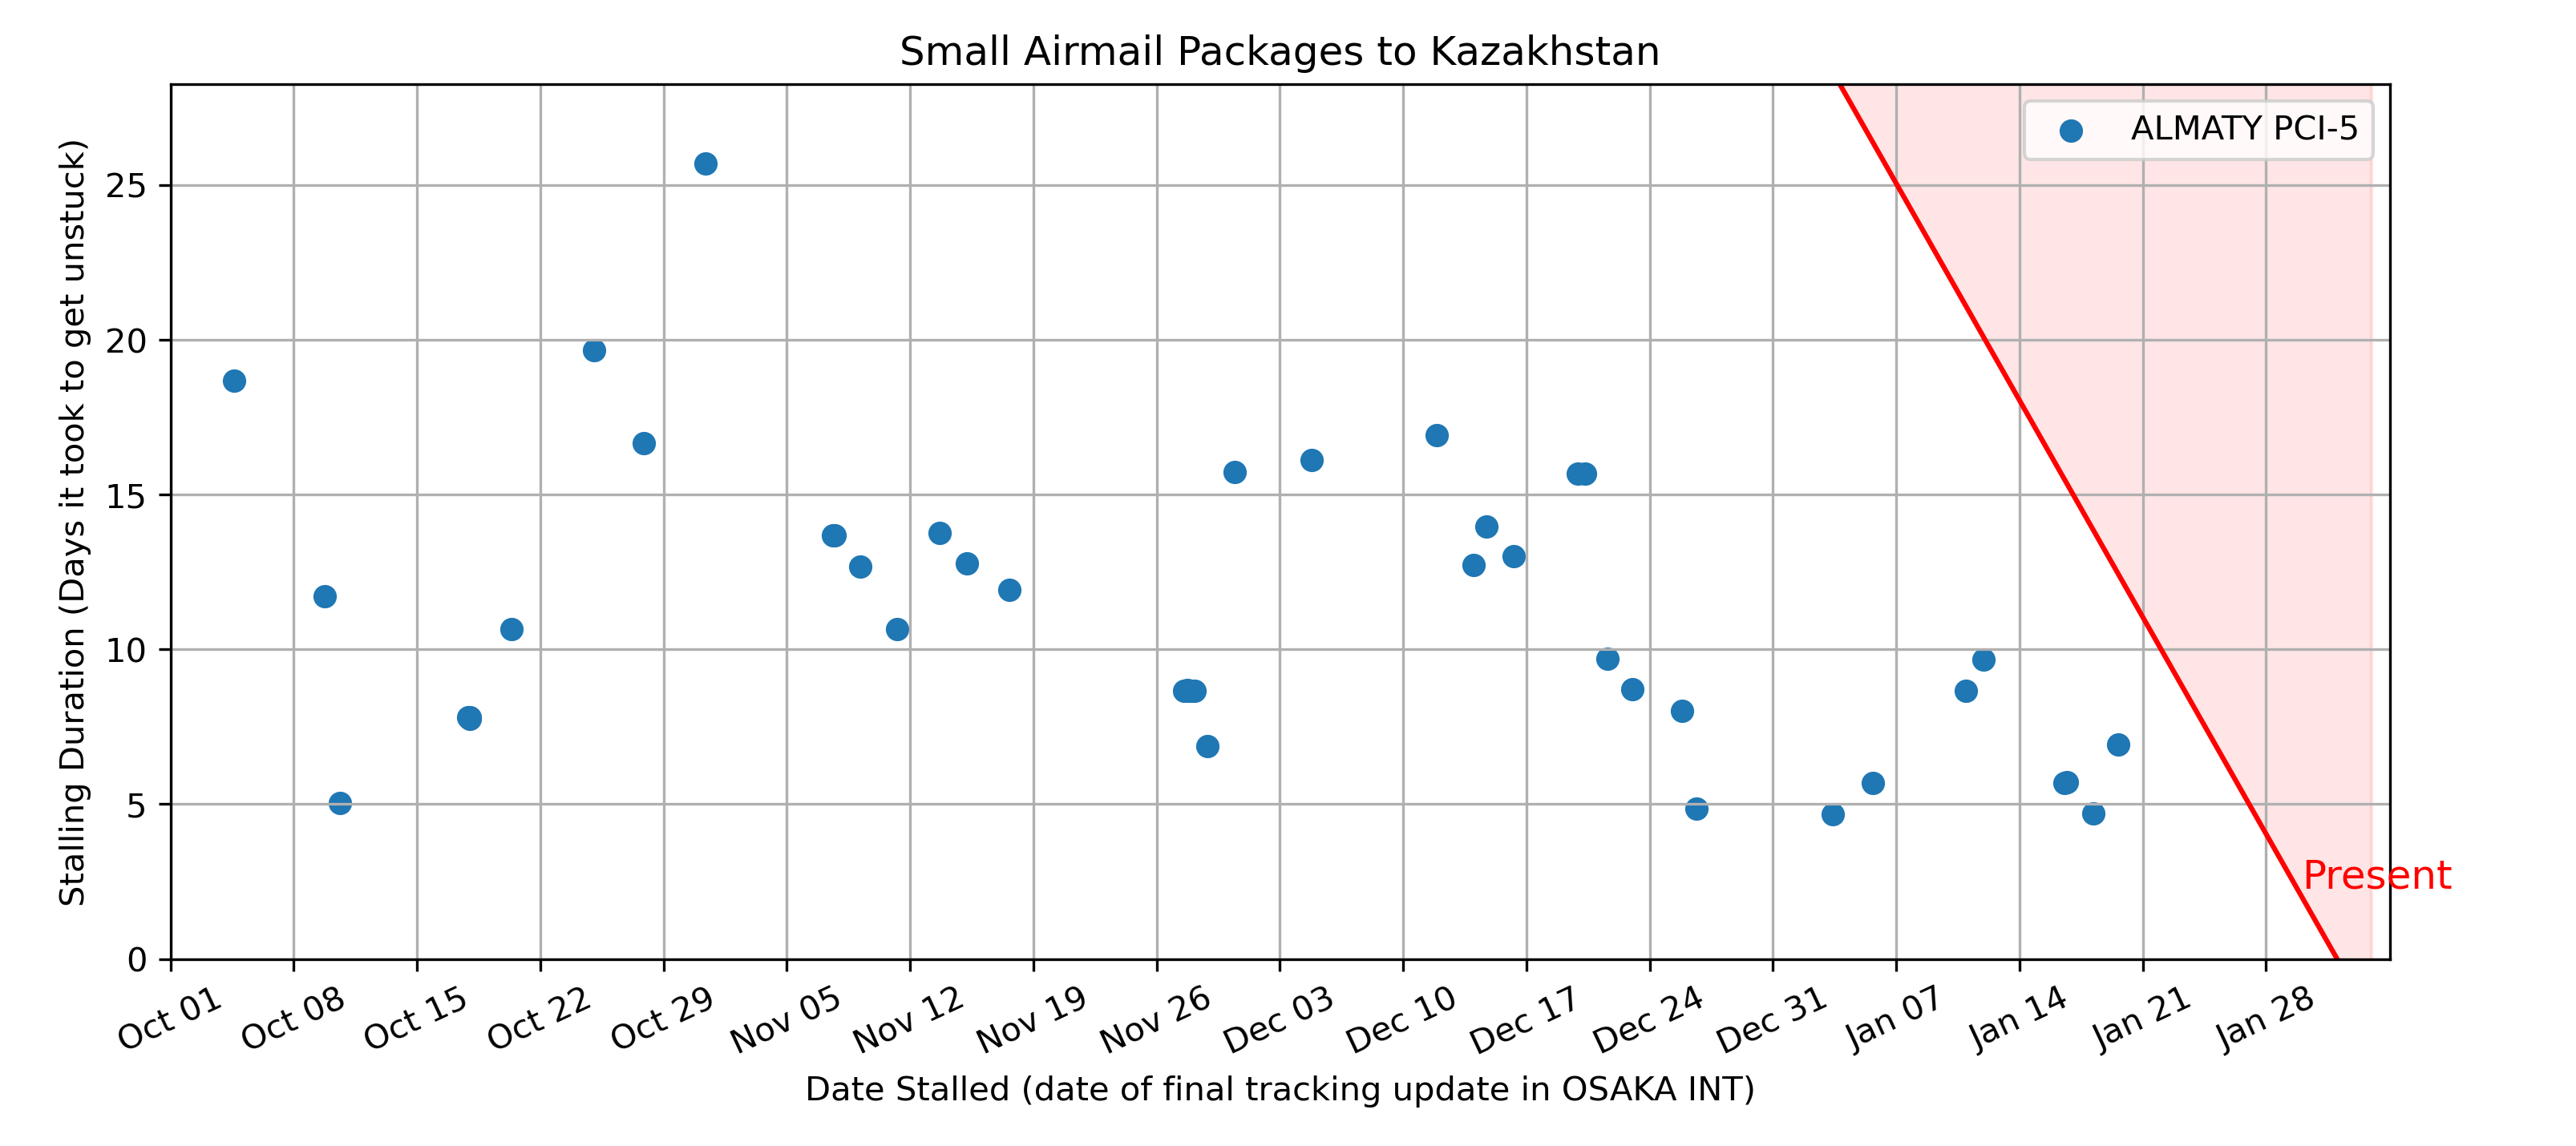 Small Airmail Packages to Kazakhstan
ALMATY PCI-5
Stalling Duration (Days it took to get unstuck)
25
20
15
10
5
0
Present
Oct 01
Oct 08
Oct 15
Oct 22
Oct 29
Nov 05
Nov 12
Nov 19
Nov 26
Dec 03
Dec 10
Dec 17
Dec 24
Dec 31
Jan 07
Jan 14
Jan 21
Jan 28
Date Stalled (date of final tracking update in OSAKA INT)